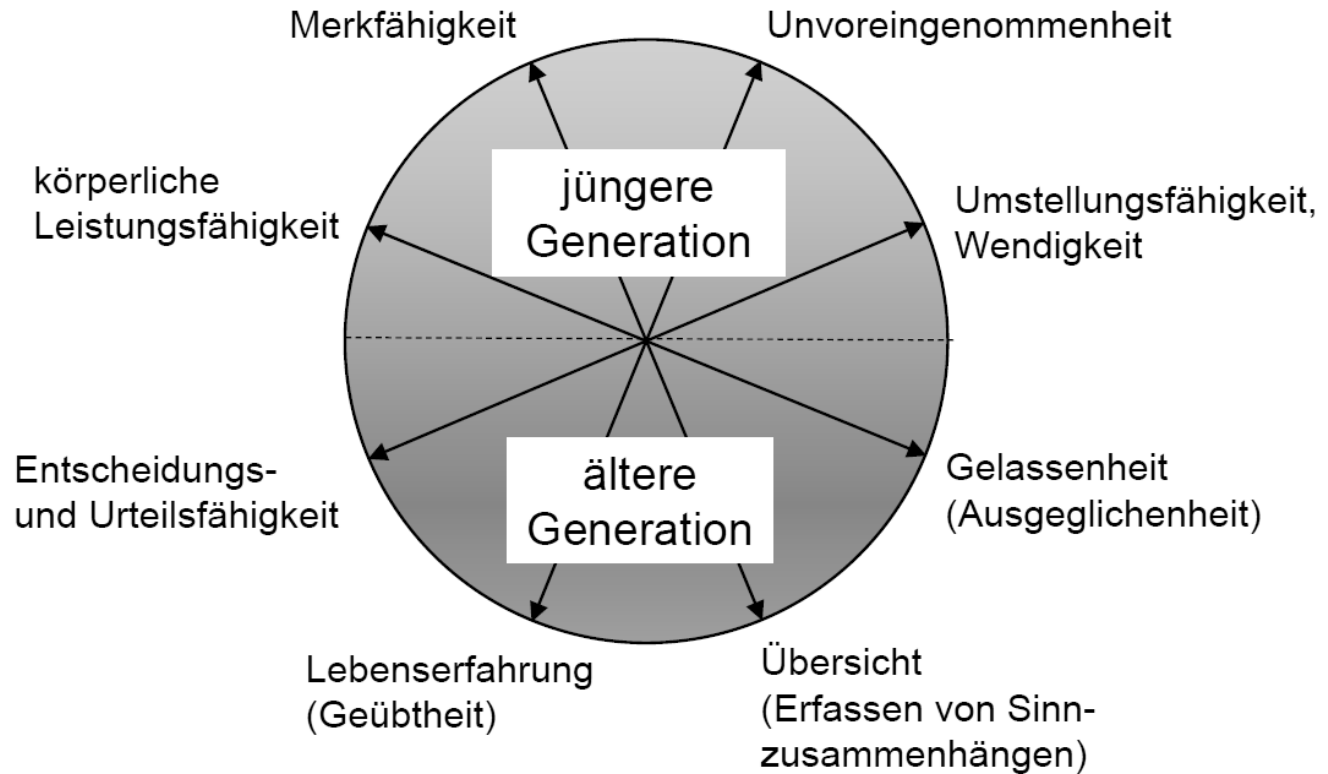 Merkfähigkeit
Unvoreingenommenheit
körperliche
Leistungsfähigkeit
jüngere
Generation
Umstellungsfähigkeit,
Wendigkeit
Entscheidungs-
und Urteilsfähigkeit
ältere
Generation
Gelassenheit
(Ausgeglichenheit)
Lebenserfahrung
(Geübtheit)
Übersicht
(Erfassen von Sinn-
zusammenhängen)